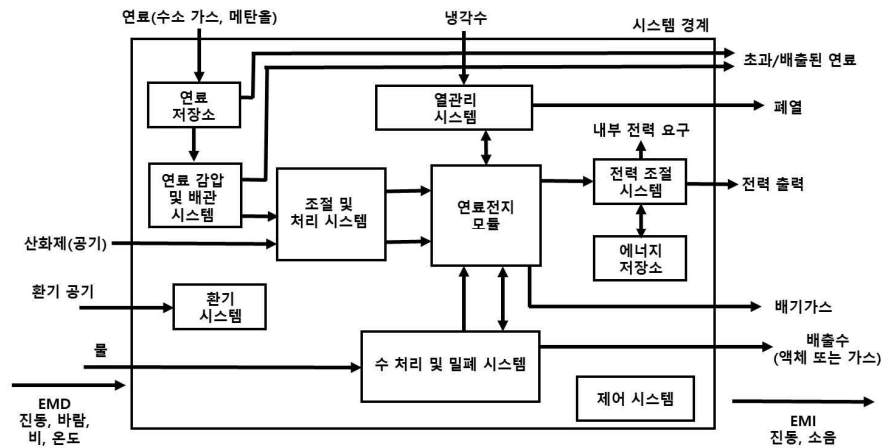 연료(수소 가스, 메탄올)
냉각수
시스템 경계
초과/배출된 연료
연료
저장소
열관리
시스템
폐열
내부 전력 요구
연료 감압
및 배관
시스템
조절 및
처리 시스템
연료전지
모듈
전력 조절
시스템
전력 출력
산화제(공기)
에너지
저장소
환기 공기
환기
시스템
배기가스
물
수 처리 및 밀폐 시스템
배출수
(액체 또는 가스)
제어 시스템
EMD
진동, 바람,
비, 온도
EMI
진동, 소음